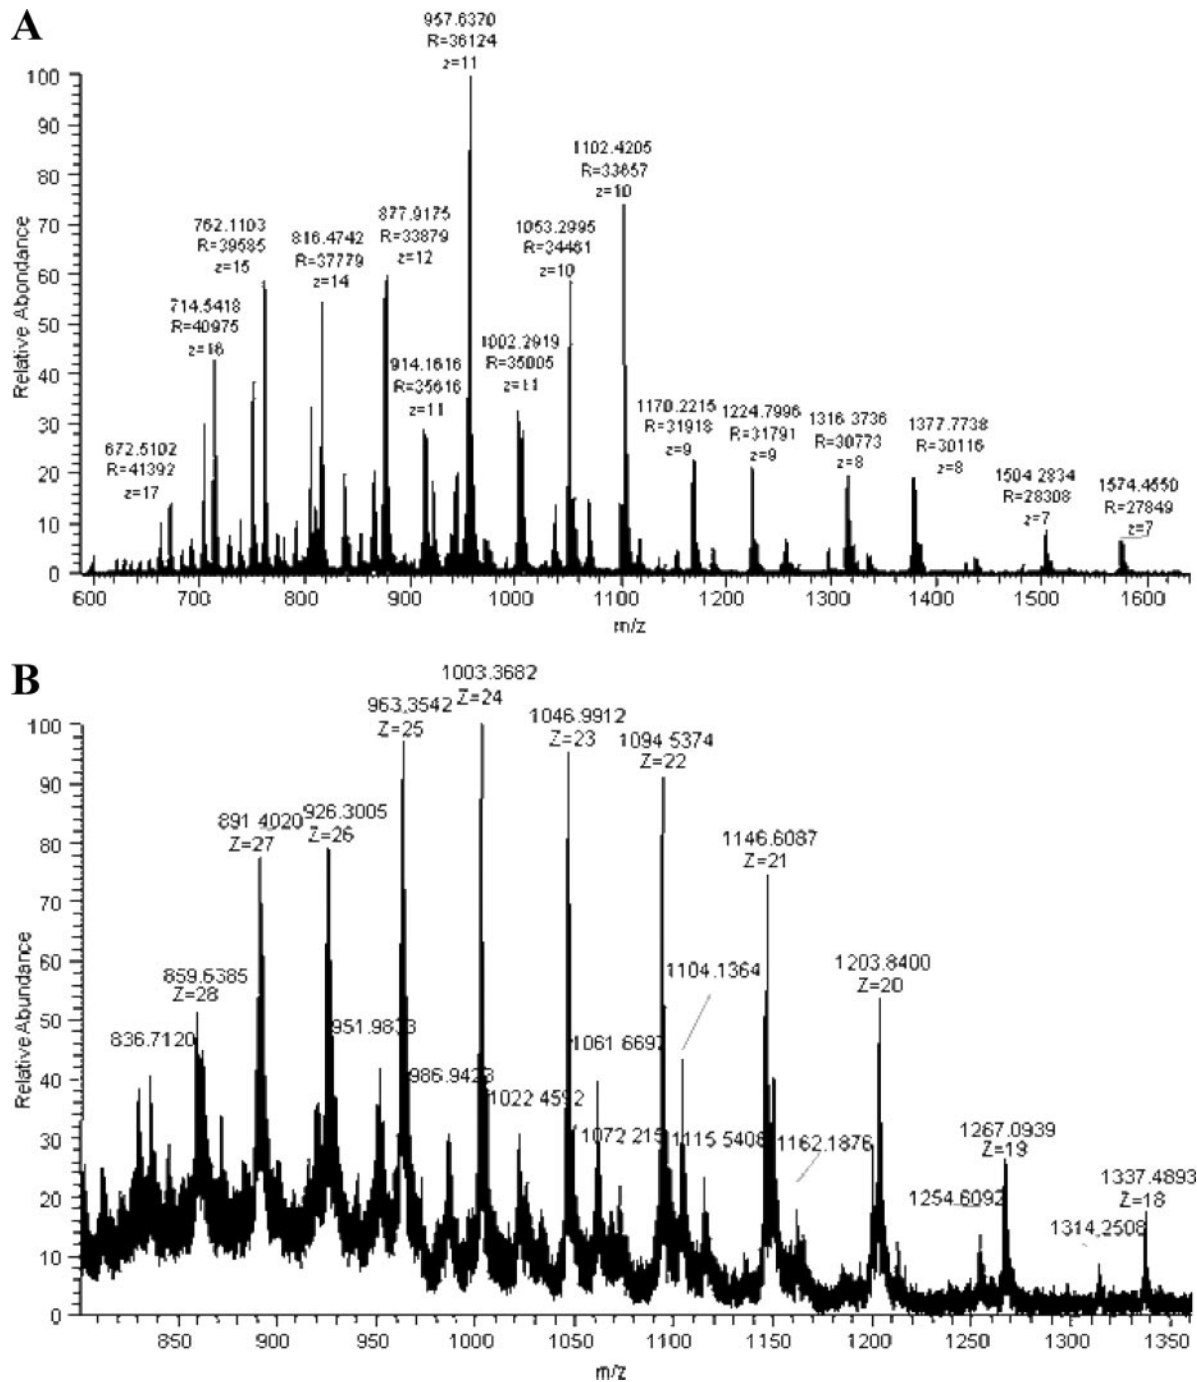 A
957.6370
R=36124
z=11
1102.4205
R=33657
z=10
762.1103
R=39585
z=15
877.9175
R=33879
z=12
816.4742
R=37779
z=14
1053.2995
R=34461
z=10
714.5418
R=40975
z=16
914.1616
R=35616
z=11
1002.2919
R=35005
z=11
672.5102
R=41392
z=17
1170.2215
R=31918
z=9
1224.7996
R=31791
z=9
1316.3736
R=30773
z=8
1377.7738
R=30116
z=8
1504.2834
R=28308
z=7
1574.4550
R=27849
z=7
Relative Abondance
100
90
80
70
60
50
40
30
20
10
0
600 700 800 900 1000 1100 1200 1300 1400 1500 1600
m/z
B
1003.3682
Z=24
963.3542
Z=25
1046.9912
Z=23
1094.5374
Z=22
891.4020
Z=27
926.3005
Z=26
1146.6087
Z=21
859.6385
Z=28
1203.8400
Z=20
1104.1364
836.7120
951.9833
986.9423
1022.4592
1061.6697
1072.215
1115.5408
1162.1876
1267.0939
Z=19
1254.6092
1337.4893
Z=18
1314.2508
Relative Abundance
100
90
80
70
60
50
40
30
20
10
0
850 900 950 1000 1050 1100 1150 1200 1250 1300 1350
m/z